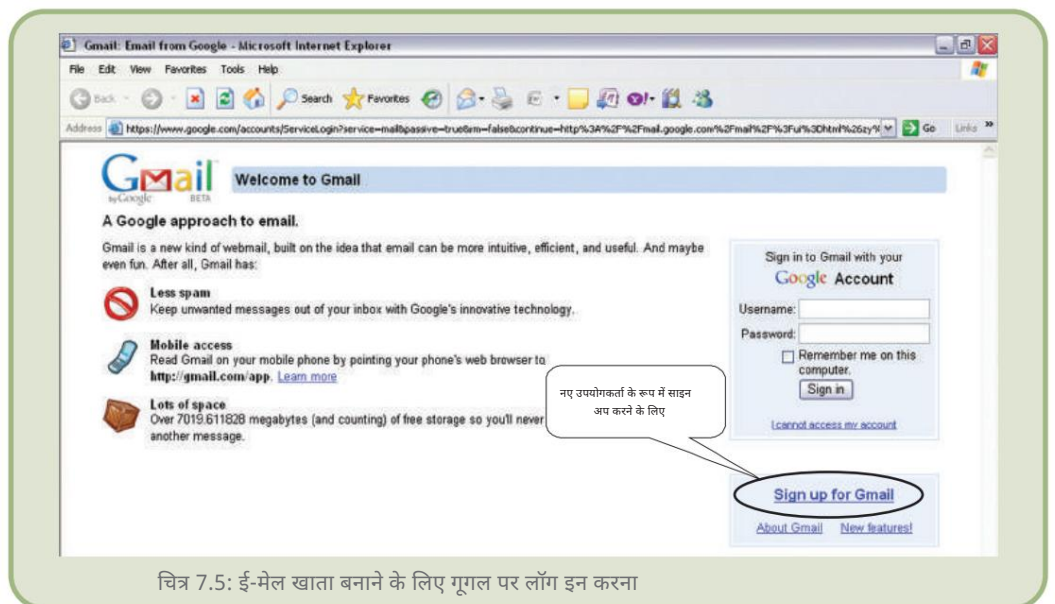 Gmail: Email from Google - Microsoft Internet Explorer
File Edit View Favorites Tools Help
Back Search Favorites
Address https://www.google.com/accounts/ServiceLogin?service=mail&passive=true&rm=false&continue=http%3A%2F%2Fmail.google.com%2Fmail%2F%3Fui%3Dhtml%26zy% Go Links »
Gmail by Google BETA
Welcome to Gmail
A Google approach to email.
Gmail is a new kind of webmail, built on the idea that email can be more intuitive, efficient, and useful. And maybe
even fun. After all, Gmail has:
Less spam
Keep unwanted messages out of your inbox with Google's innovative technology.
Mobile access
Read Gmail on your mobile phone by pointing your phone's web browser to
http://gmail.com/app. Learn more
Lots of space
Over 7019.611828 megabytes (and counting) of free storage so you'll never
another message.
Sign in to Gmail with your
Google Account
Username:
Password:
Remember me on this
computer.
Sign in
I cannot access my account
नए उपयोगकर्ता के रूप में साइन
अप करने के लिए
Sign up for Gmail
About Gmail New features!
चित्र 7.5: ई-मेल खाता बनाने के लिए गूगल पर लॉग इन करना